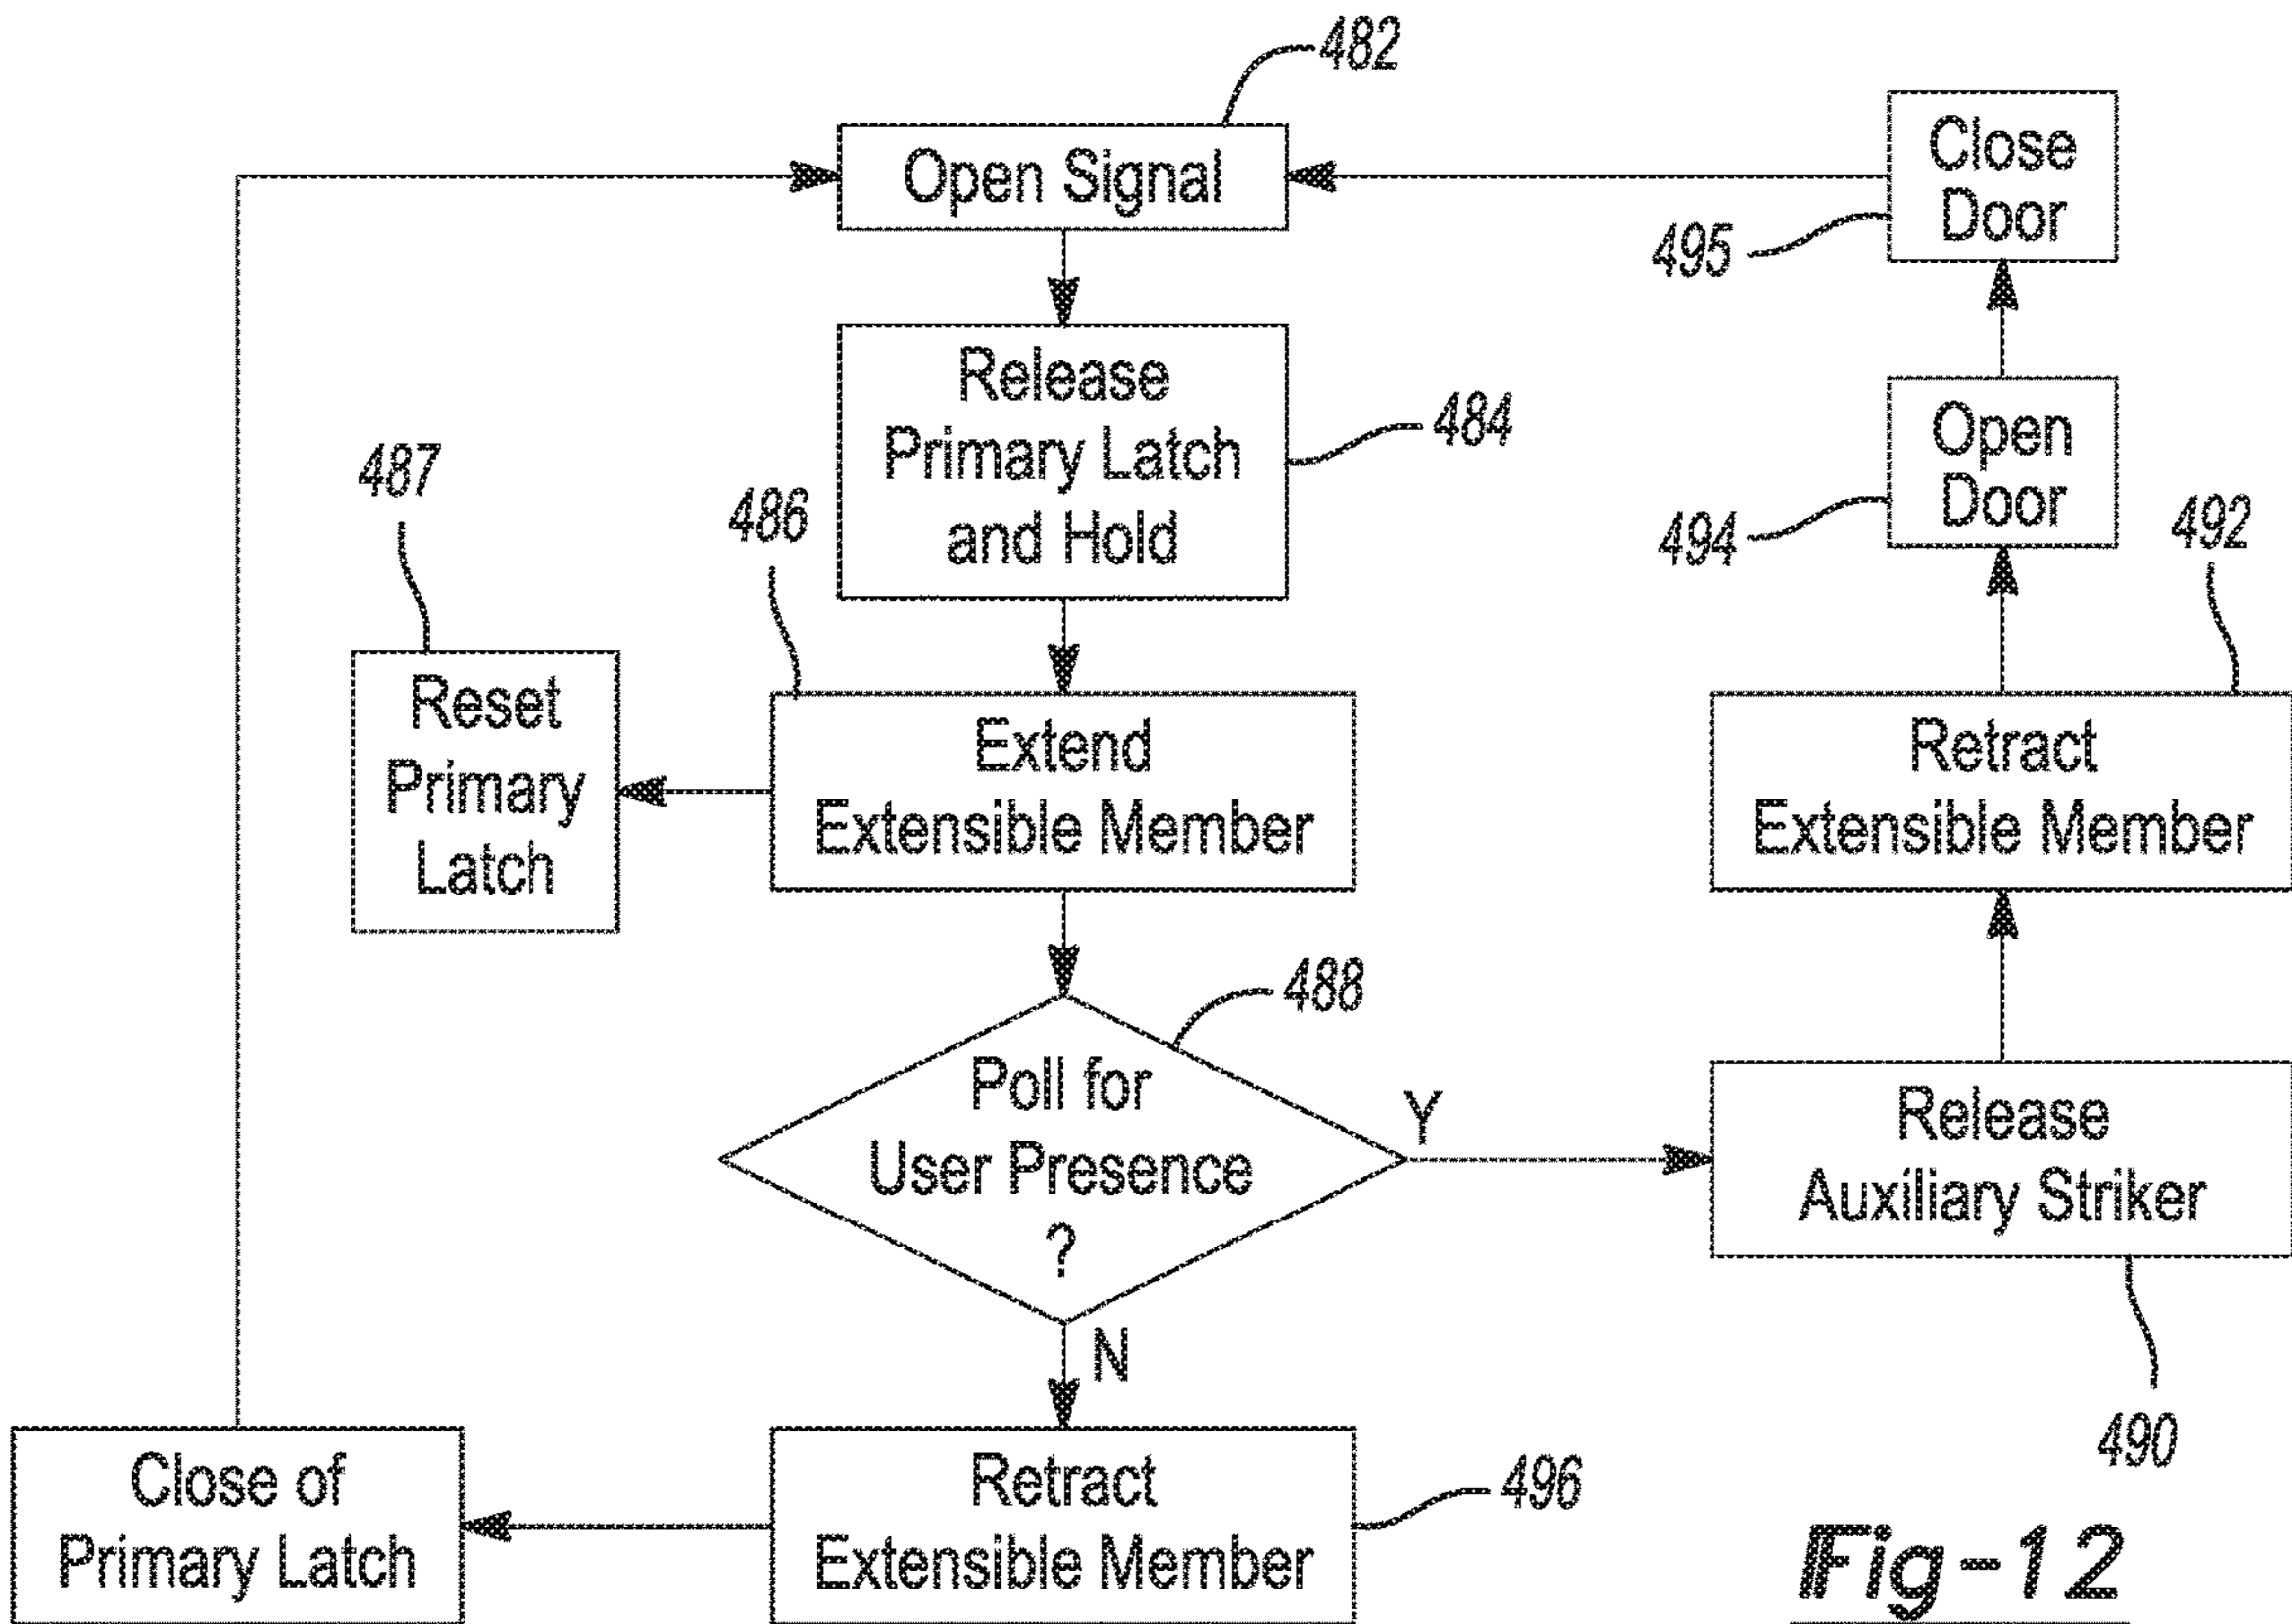 482
Open Signal
Close
Door
495
Release
Primary Latch
and Hold
484
Open
Door
494
492
487
486
Reset
Primary
Latch
Extend
Extensible Member
Retract
Extensible Member
488
Poll for
User Presence
?
Y
N
Release
Auxiliary Striker
490
Close of
Primary Latch
Retract
Extensible Member
496
Fig-12